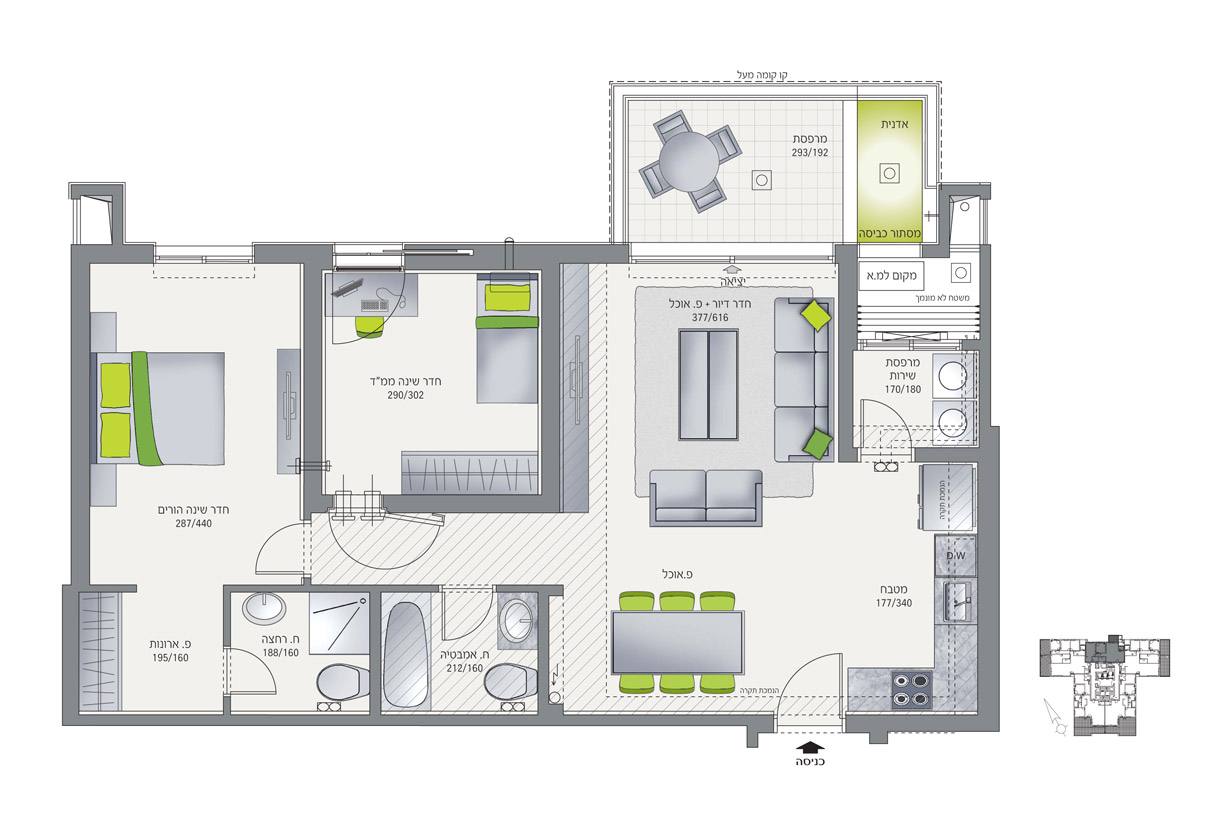 קו קומה מעל
אדנית
מרפסת
293/192
מסתור כביסה
מקום למ.א
משטח לא מונמך
יציאה
חדר דיור + פ. אוכל
377/616
מרפסת
שירות
170/180
חדר שינה ממ"ד
290/302
הנמכת תקרה
חדר שינה הורים
287/440
D.W
פ.אוכל
מטבח
177/340
פ. ארונות
195/160
ח. רחצה
188/160
ח. אמבטיה
212/160
הנמכת תקרה
כניסה